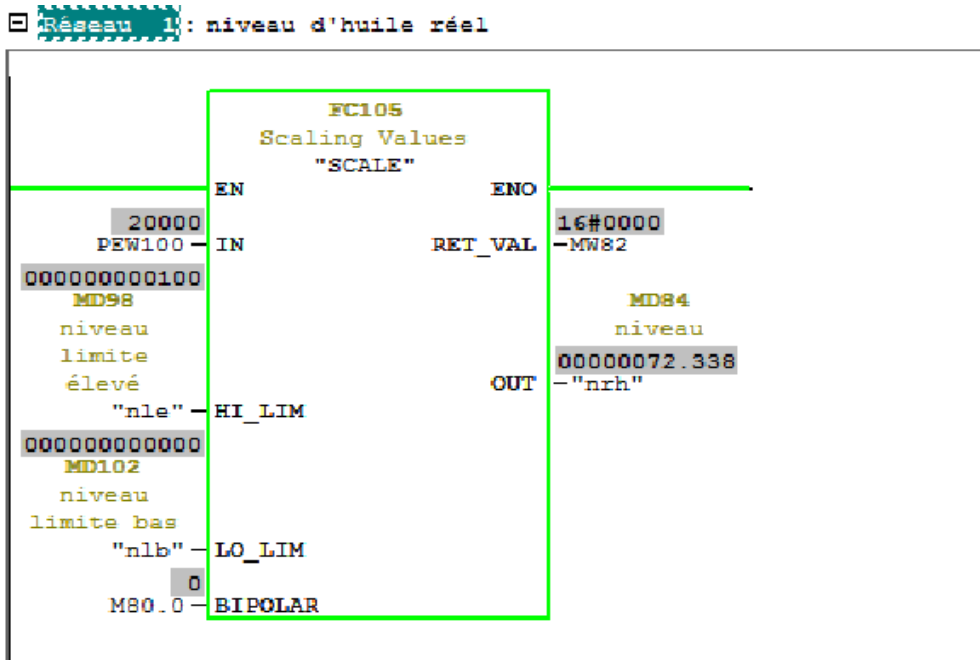 Réseau 1 : niveau d'huile réel
FC105
Scaling Values
"SCALE"
EN ENO
20000 16#0000
PEW100 IN RET_VAL MW82
000000000100
MD98 MD84
niveau niveau
limite 00000072.338
élevé OUT "nrh"
"nle" HI_LIM
000000000000
MD102
niveau
limite bas
"nlb" LO_LIM
0
M80.0 BIPOLAR